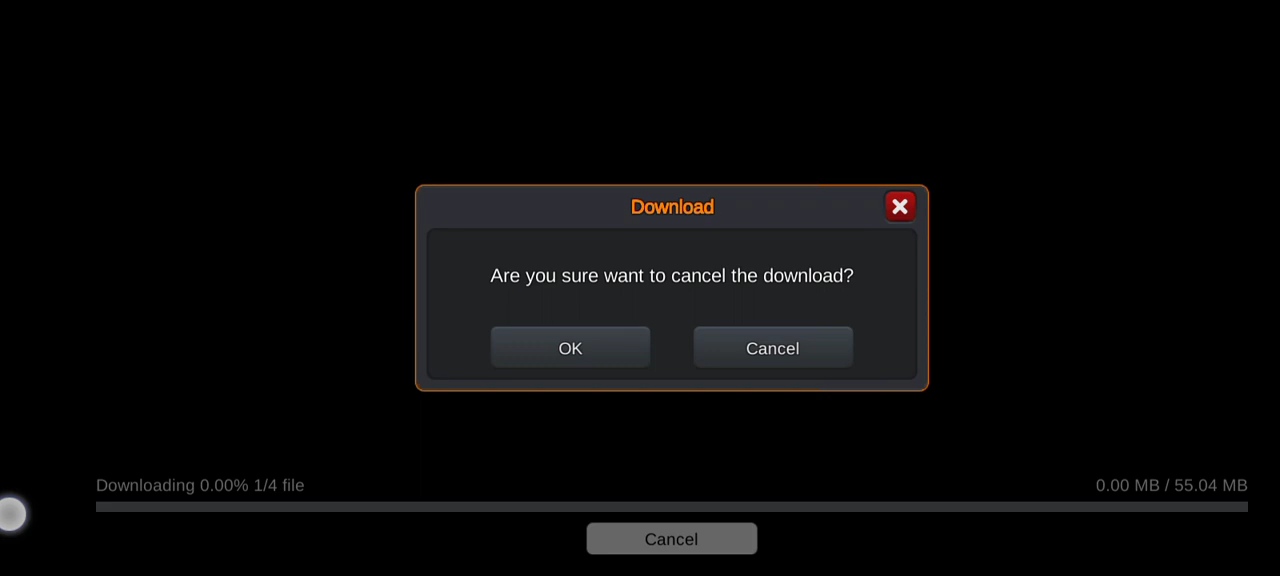 Download
Are you sure want to cancel the download?
OK Cancel
Downloading 0.00% 1/4 file 0.00 MB / 55.04 MB
Cancel